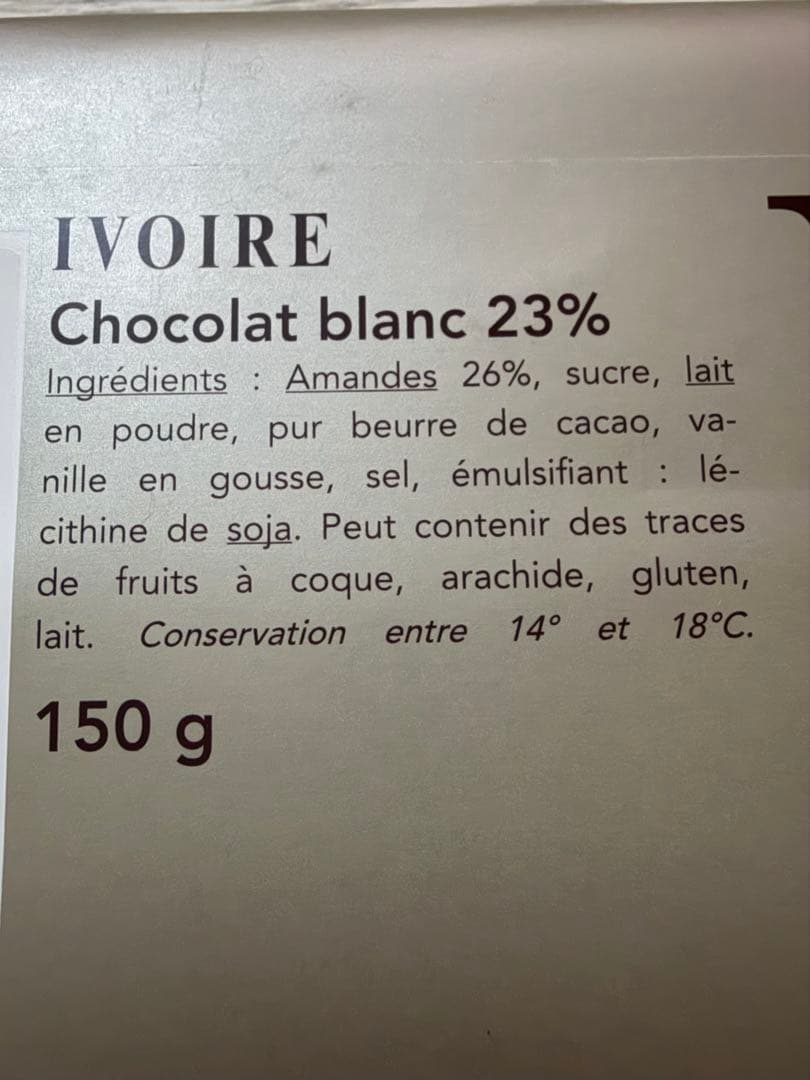 IVOIRE
Chocolat blanc 23%
Ingrédients : Amandes 26%, sucre, lait
en poudre, pur beurre de cacao, va-
nille en gousse, sel, émulsifiant : lé-
cithine de soja. Peut contenir des traces
de fruits à coque, arachide, gluten,
lait. Conservation entre 14° et 18°C.
150 g